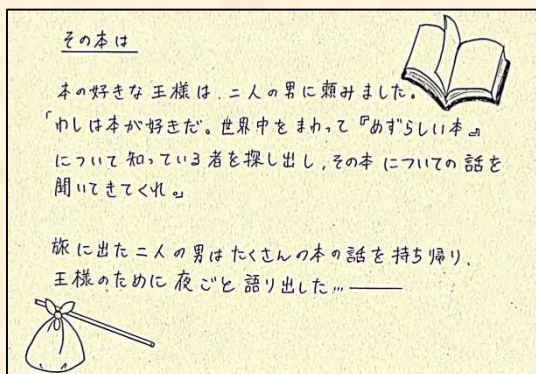 その本は
本の好きな王様は、二人の男に頼みました。
「わしは本が好きだ。世界中をまわって『めずらしい本』
について知っている者を探し出し、その本についての話を
聞いてきてくれ。」
旅に出た二人の男はたくさんの本の話を持ち帰り、
王様のために夜ごと語り出した…――